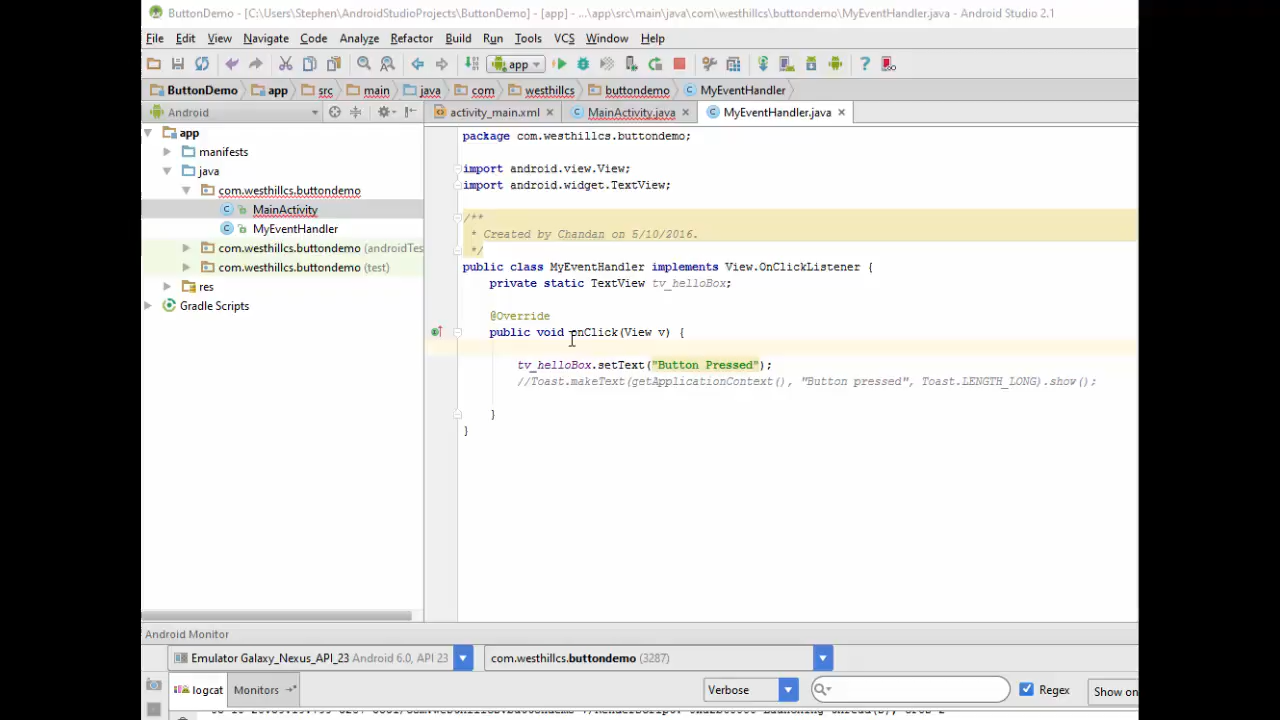 ButtonDemo - [C:\Users\Stephen\AndroidStudioProjects\ButtonDemo] - [app] - ...\app\src\main\java\com\westhillcs\buttondemo\MyEventHandler.java - Android Studio 2.1
File Edit View Navigate Code Analyze Refactor Build Run Tools VCS Window Help
app
ButtonDemo app src main java com westhillcs buttondemo MyEventHandler
Android
activity_main.xml MainActivity.java MyEventHandler.java
app
manifests
java
com.westhillcs.buttondemo
MainActivity
MyEventHandler
com.westhillcs.buttondemo (androidTes
com.westhillcs.buttondemo (test)
res
Gradle Scripts
package com.westhillcs.buttondemo;
import android.view.View;
import android.widget.TextView;
/**
* Created by Chandan on 5/10/2016.
*/
public class MyEventHandler implements View.OnClickListener {
private static TextView tv_helloBox;
@Override
public void onClick(View v) {
tv_helloBox.setText("Button Pressed");
//Toast.makeText(getApplicationContext(), "Button pressed", Toast.LENGTH_LONG).show();
}
}
Android Monitor
Emulator Galaxy_Nexus_API_23 Android 6.0, API 23 com.westhillcs.buttondemo (3287)
logcat Monitors Verbose Regex Show on